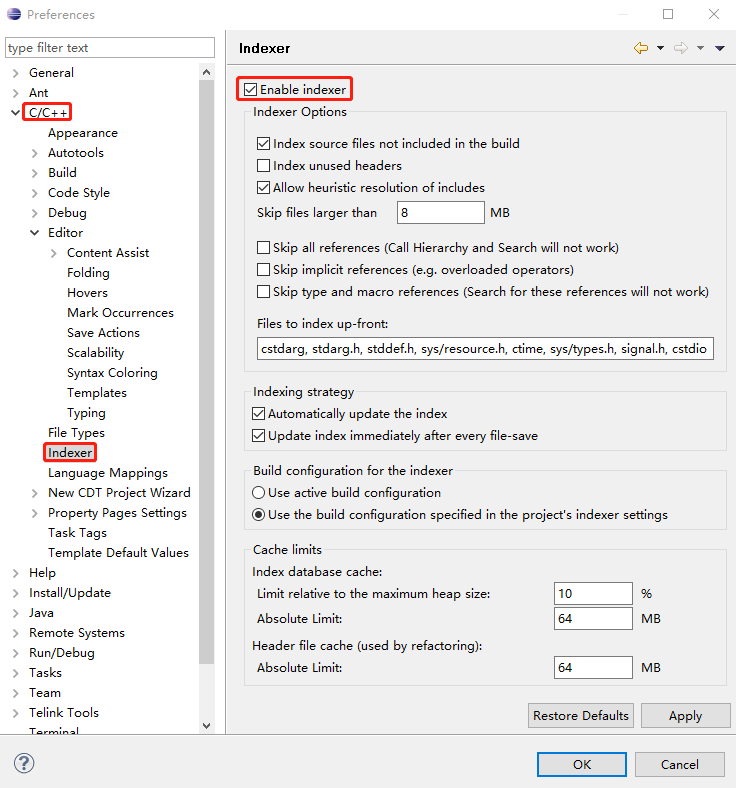 Preferences
type filter text
General
Ant
C/C++
Appearance
Autotools
Build
Code Style
Debug
Editor
Content Assist
Folding
Hovers
Mark Occurrences
Save Actions
Scalability
Syntax Coloring
Templates
Typing
File Types
Indexer
Language Mappings
New CDT Project Wizard
Property Pages Settings
Task Tags
Template Default Values
Help
Install/Update
Java
Remote Systems
Run/Debug
Tasks
Team
Telink Tools
Terminal
Indexer
Enable indexer
Indexer Options
Index source files not included in the build
Index unused headers
Allow heuristic resolution of includes
Skip files larger than 8 MB
Skip all references (Call Hierarchy and Search will not work)
Skip implicit references (e.g. overloaded operators)
Skip type and macro references (Search for these references will not work)
Files to index up-front:
cstdarg, stdarg.h, stddef.h, sys/resource.h, ctime, sys/types.h, signal.h, cstdio
Indexing strategy
Automatically update the index
Update index immediately after every file-save
Build configuration for the indexer
Use active build configuration
Use the build configuration specified in the project's indexer settings
Cache limits
Index database cache:
Limit relative to the maximum heap size: 10 %
Absolute Limit: 64 MB
Header file cache (used by refactoring):
Absolute Limit: 64 MB
Restore Defaults Apply
? OK Cancel